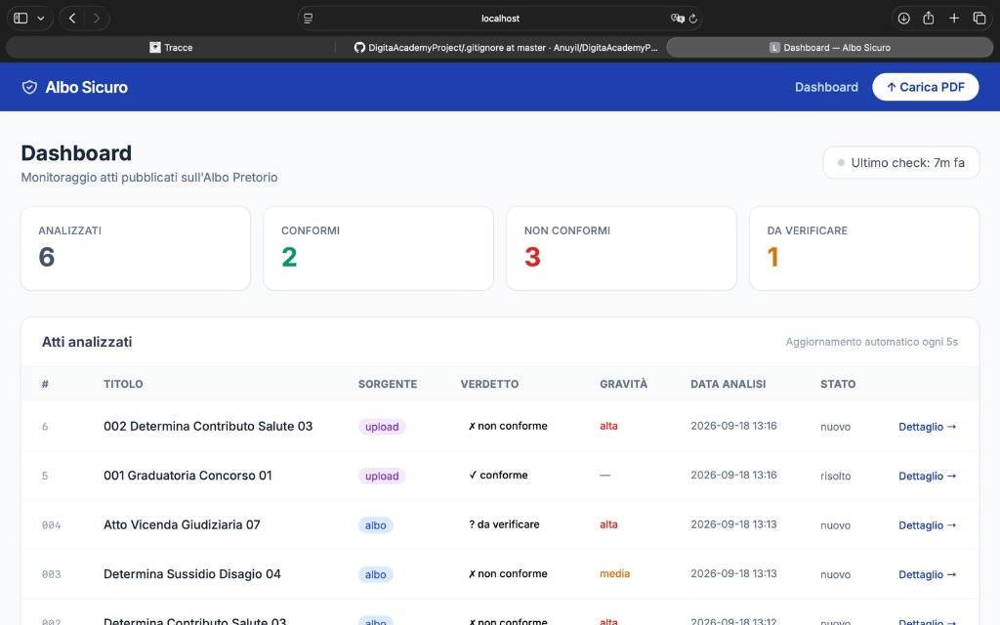 localhost
Tracce
DigitaAcademyProject/.gitignore at master · Anuyil/DigitaAcademyP...
L Dashboard — Albo Sicuro
Albo Sicuro
Dashboard
↑ Carica PDF
Dashboard
Monitoraggio atti pubblicati sull'Albo Pretorio
Ultimo check: 7m fa
ANALIZZATI
6
CONFORMI
2
NON CONFORMI
3
DA VERIFICARE
1
Atti analizzati
Aggiornamento automatico ogni 5s
# TITOLO SORGENTE VERDETTO GRAVITÀ DATA ANALISI STATO
6 002 Determina Contributo Salute 03 upload ✗ non conforme alta 2026-09-18 13:16 nuovo Dettaglio →
5 001 Graduatoria Concorso 01 upload ✓ conforme — 2026-09-18 13:16 risolto Dettaglio →
004 Atto Vicenda Giudiziaria 07 albo ? da verificare alta 2026-09-18 13:13 nuovo Dettaglio →
003 Determina Sussidio Disagio 04 albo ✗ non conforme media 2026-09-18 13:13 nuovo Dettaglio →
002 Determina Contributo Salute 03 albo ✗ non conforme alta 2026-09-18 13:12 nuovo Dettaglio →